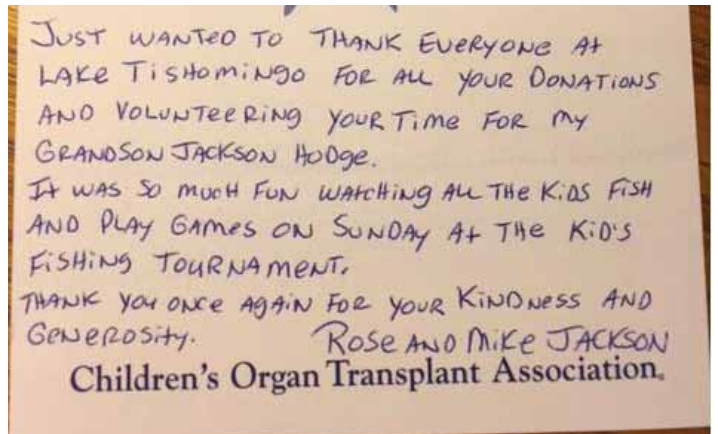 Just wanted to thank everyone at
Lake Tishomingo for all your donations
and volunteering your time for my
grandson Jackson Hodge.
It was so much fun watching all the kids fish
and play games on Sunday at the kid's
fishing tournament.
Thank you once again for your kindness and
generosity. Rose and Mike Jackson
Children's Organ Transplant Association.